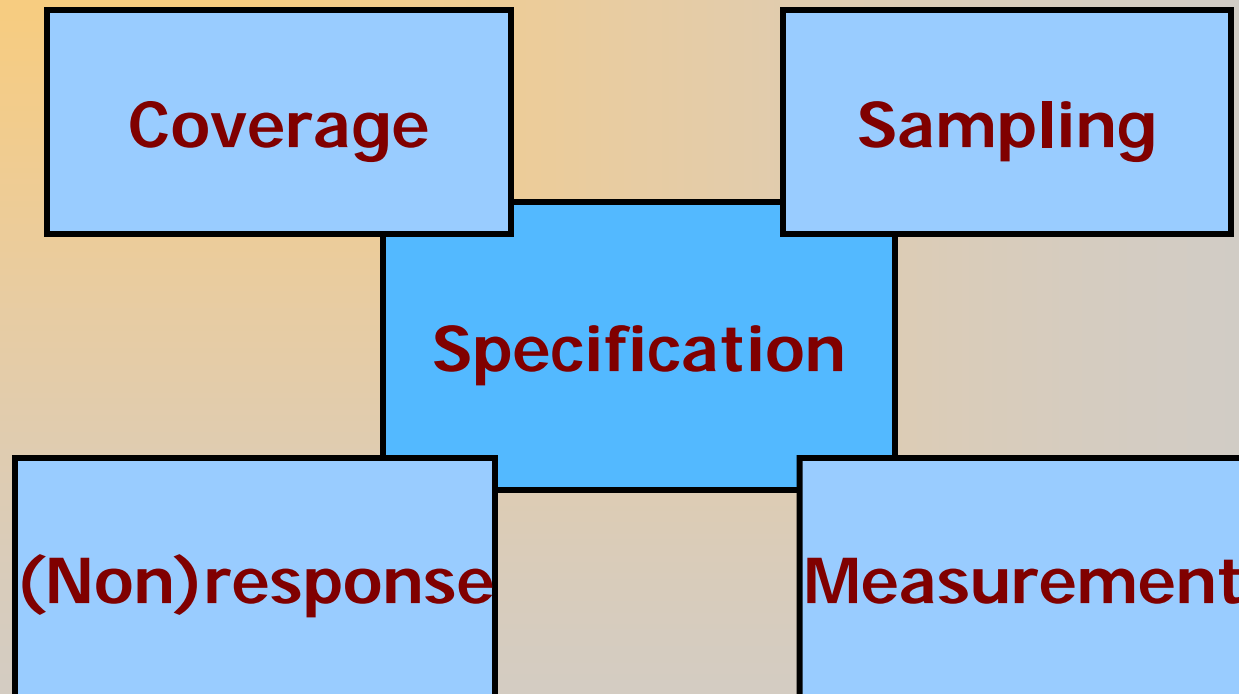 Coverage
Sampling
Specification
(Non)response
Measurement